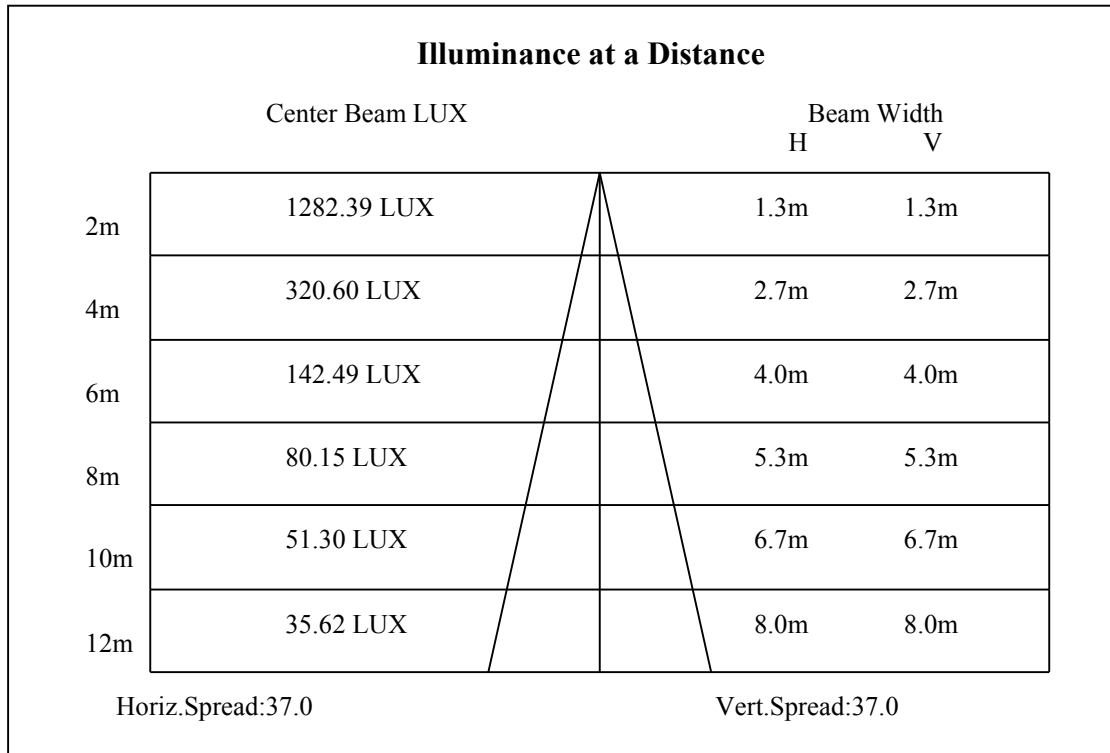 Illuminance at a Distance
Center Beam LUX Beam Width
H V
2m 1282.39 LUX 1.3m 1.3m
4m 320.60 LUX 2.7m 2.7m
6m 142.49 LUX 4.0m 4.0m
8m 80.15 LUX 5.3m 5.3m
10m 51.30 LUX 6.7m 6.7m
12m 35.62 LUX 8.0m 8.0m
Horiz.Spread:37.0 Vert.Spread:37.0